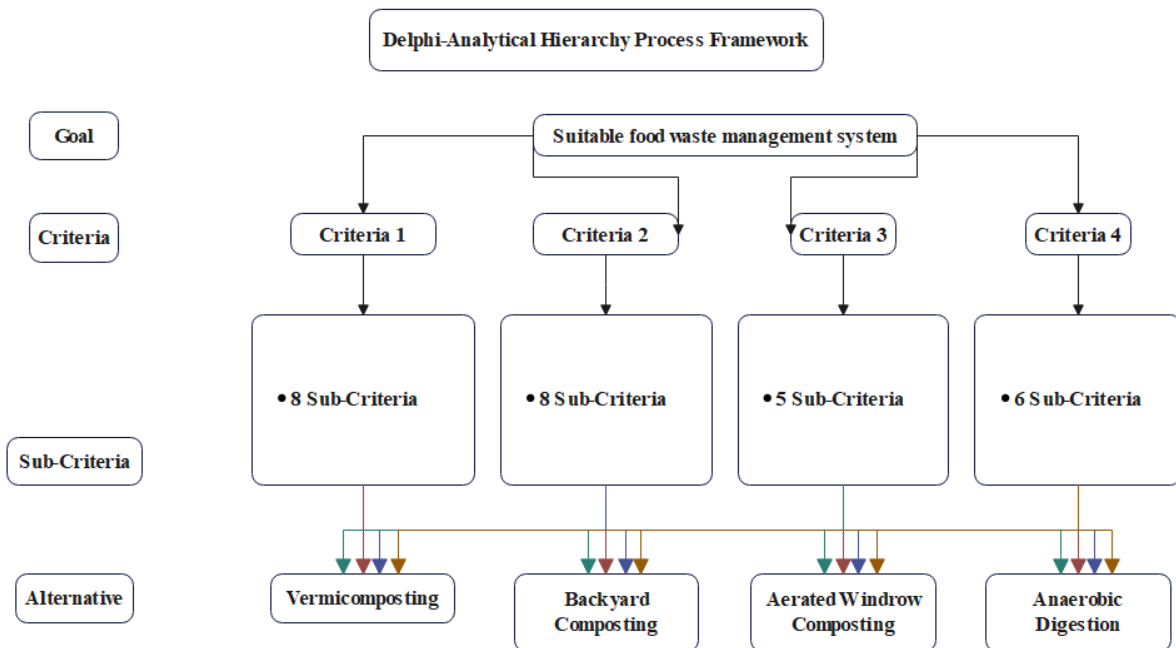 Delphi-Analytical Hierarchy Process Framework
Goal
Suitable food waste management system
Criteria
Criteria 1
Criteria 2
Criteria 3
Criteria 4
• 8 Sub-Criteria
• 8 Sub-Criteria
• 5 Sub-Criteria
• 6 Sub-Criteria
Sub-Criteria
Alternative
Vermicomposting
Backyard
Composting
Aerated Windrow
Composting
Anaerobic
Digestion